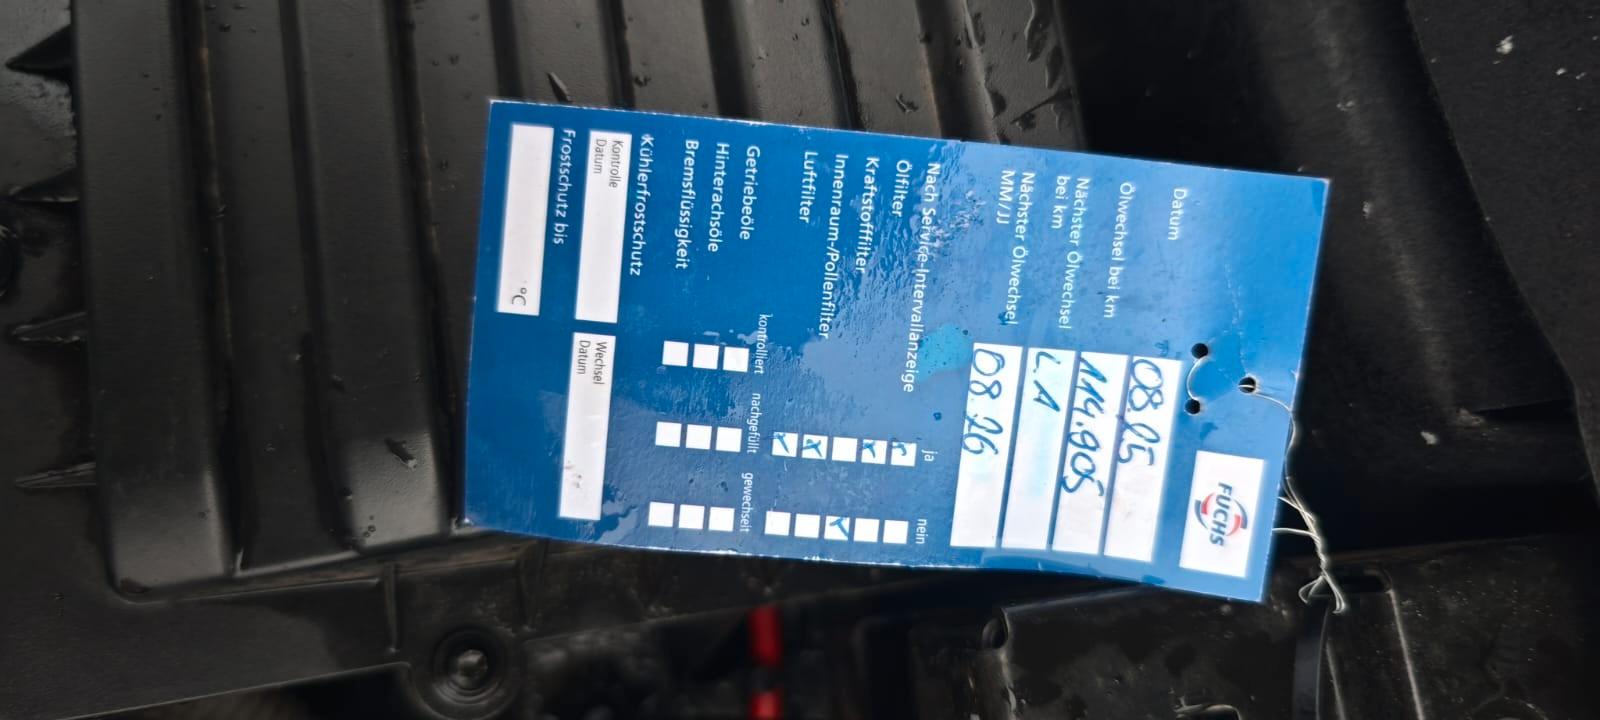 FUCHS
Datum 08.25
Ölwechsel bei km 114.905
Nächster Ölwechsel
bei km
Nächster Ölwechsel 08.26
MM/JJ
ja nein
Nach Service-Intervallanzeige
Ölfilter
Kraftstofffilter
Innenraum-/Pollenfilter
Luftfilter
kontrolliert nachgefüllt gewechselt
Getriebeöle
Hinterachsöle
Bremsflüssigkeit
Kühlerfrostschutz
Kontrolle Wechsel
Datum Datum
Frostschutz bis
°C